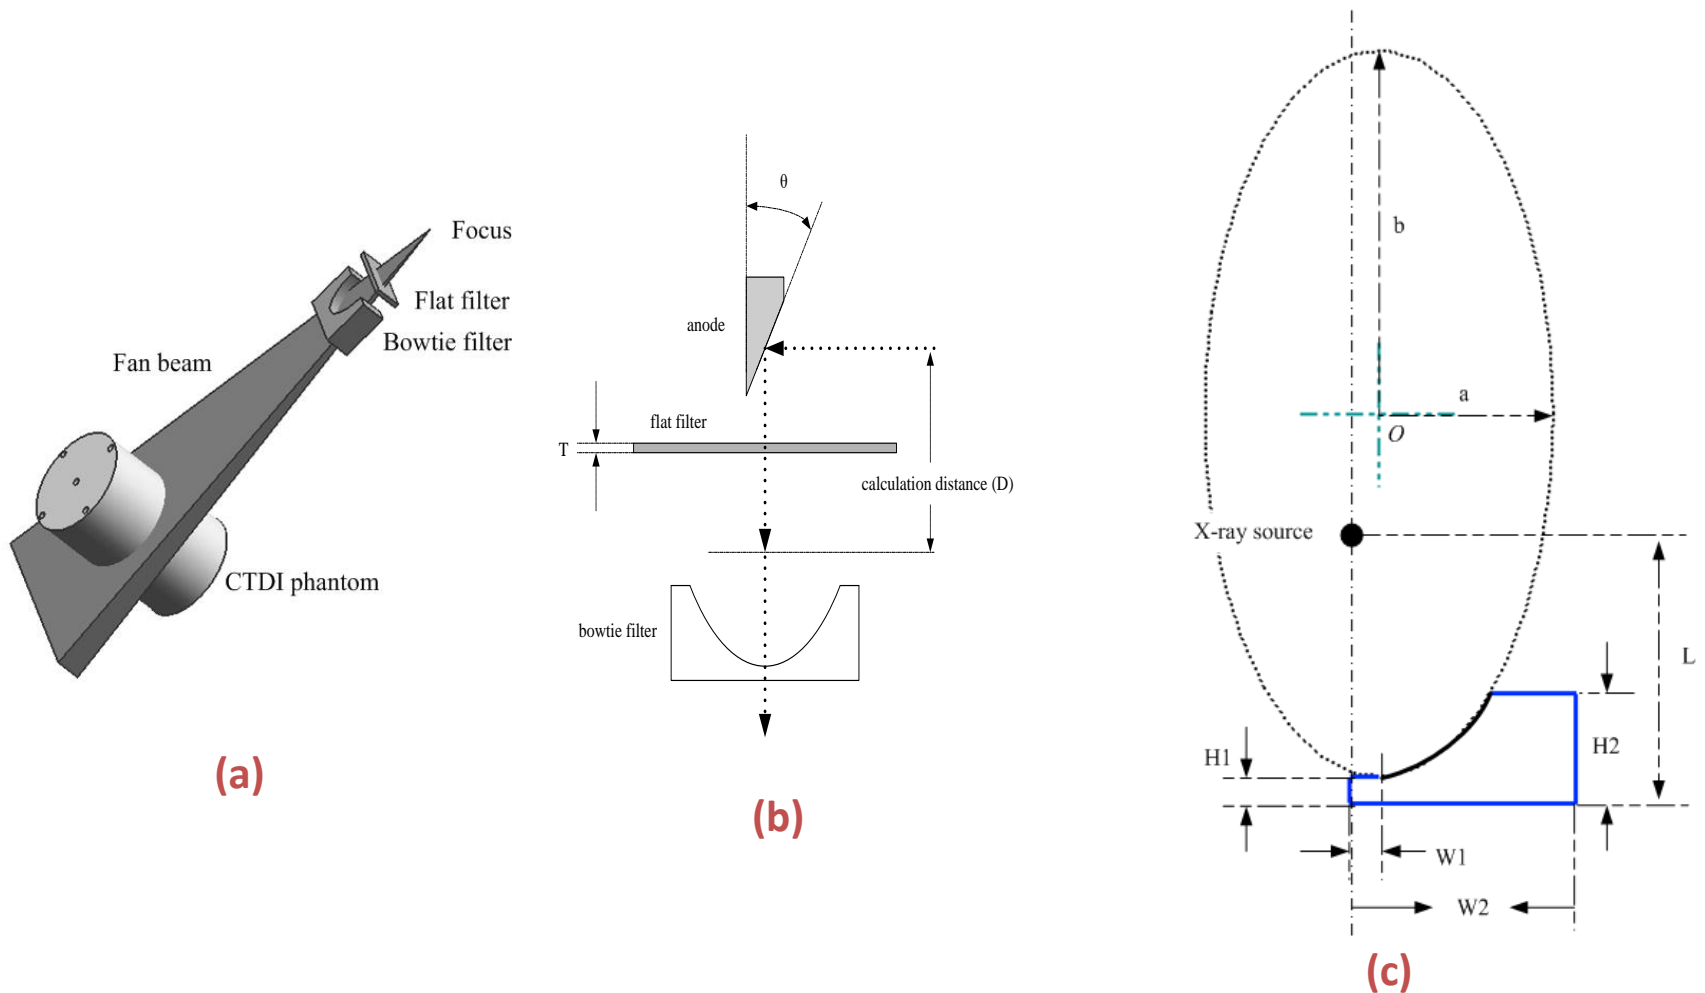 Focus
Flat filter
Bowtie filter
Fan beam
CTDI phantom
(a)
θ
anode
flat filter
T
calculation distance (D)
bowtie filter
(b)
b
a
O
X-ray source
L
H1
H2
W1
W2
(c)